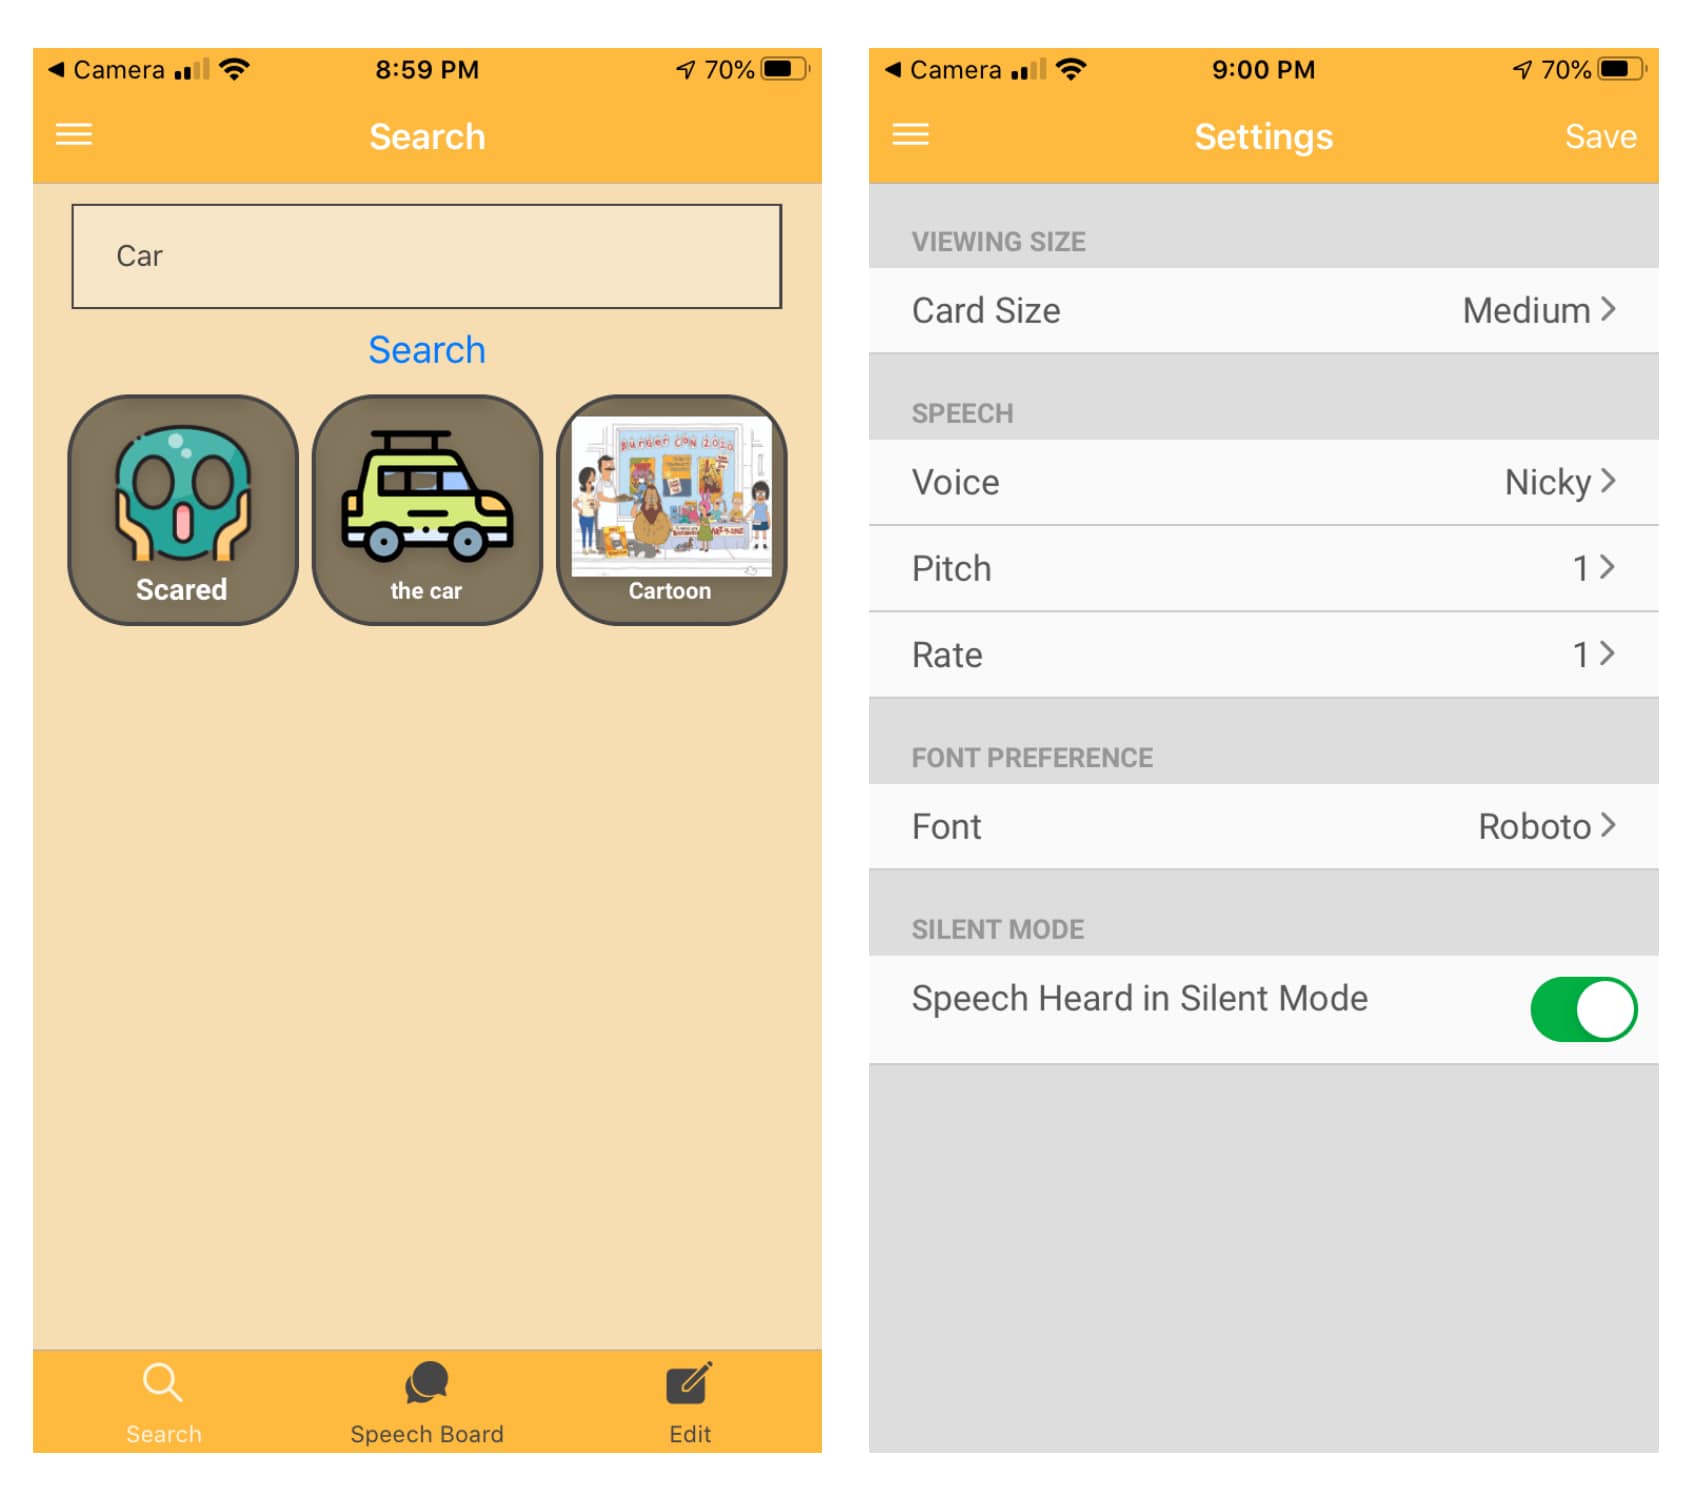 Camera 8:59 PM 70%
Search
Car
Search
BURGER CON 2020
Scared the car Cartoon
Search Speech Board Edit
Camera 9:00 PM 70%
Settings Save
VIEWING SIZE
Card Size Medium
SPEECH
Voice Nicky
Pitch 1
Rate 1
FONT PREFERENCE
Font Roboto
SILENT MODE
Speech Heard in Silent Mode